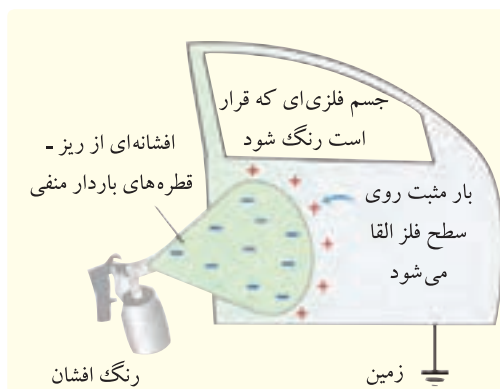 جسم فلزی‌ای که قرار
است رنگ شود
افشانه‌ای از ریز -
قطره‌های باردار منفی
بار مثبت روی
سطح فلز القا
می‌شود
رنگ افشان
زمین